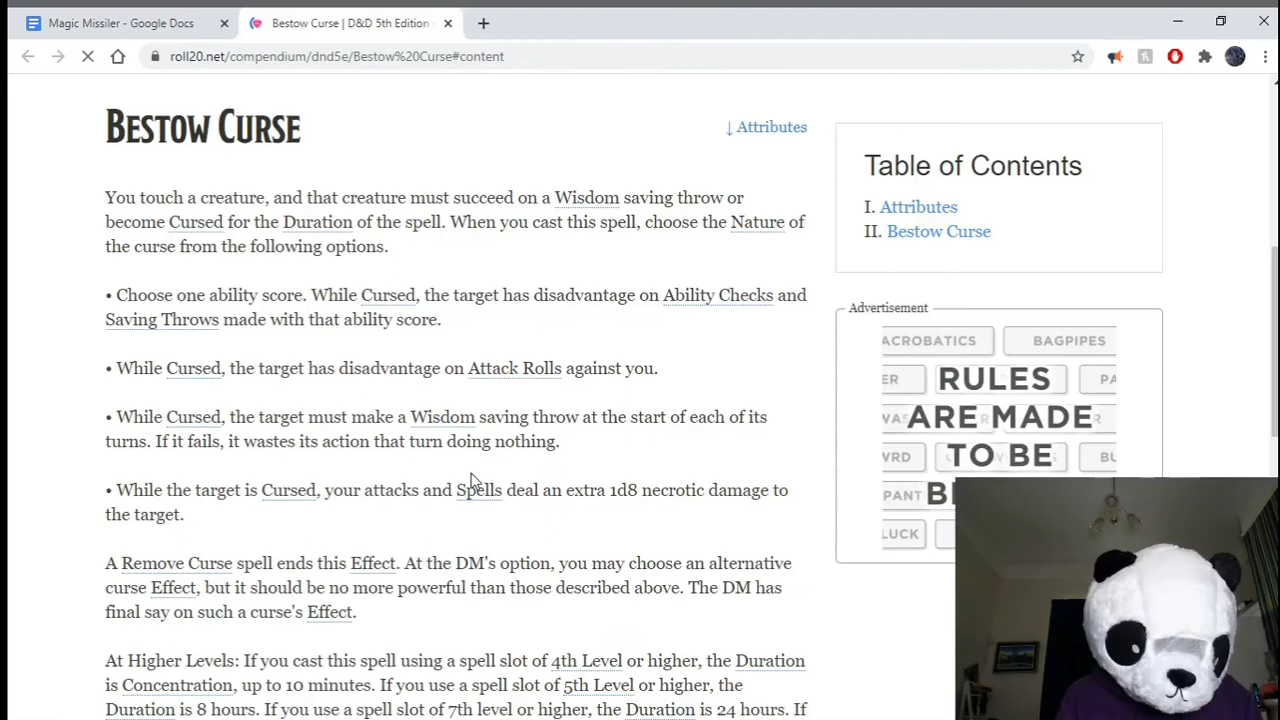 Magic Missiler - Google Docs
Bestow Curse | D&D 5th Edition
roll20.net/compendium/dnd5e/Bestow%20Curse#content
BESTOW CURSE
↓ Attributes
You touch a creature, and that creature must succeed on a Wisdom saving throw or
become Cursed for the Duration of the spell. When you cast this spell, choose the Nature of
the curse from the following options.
• Choose one ability score. While Cursed, the target has disadvantage on Ability Checks and
Saving Throws made with that ability score.
• While Cursed, the target has disadvantage on Attack Rolls against you.
• While Cursed, the target must make a Wisdom saving throw at the start of each of its
turns. If it fails, it wastes its action that turn doing nothing.
• While the target is Cursed, your attacks and Spells deal an extra 1d8 necrotic damage to
the target.
A Remove Curse spell ends this Effect. At the DM's option, you may choose an alternative
curse Effect, but it should be no more powerful than those described above. The DM has
final say on such a curse's Effect.
At Higher Levels: If you cast this spell using a spell slot of 4th Level or higher, the Duration
is Concentration, up to 10 minutes. If you use a spell slot of 5th Level or higher, the
Duration is 8 hours. If you use a spell slot of 7th level or higher, the Duration is 24 hours. If
Table of Contents
I. Attributes
II. Bestow Curse
Advertisement
ACROBATICS BAGPIPES
RULES
ARE MADE
TO BE
LUCK